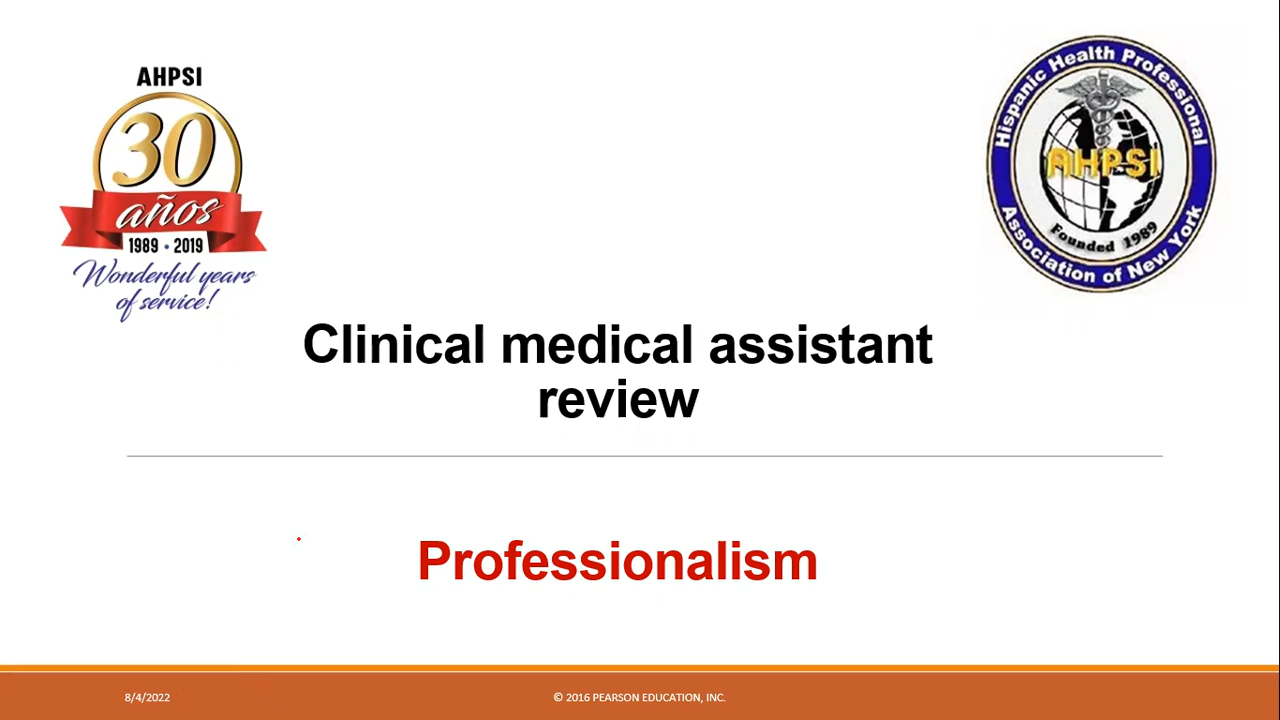 AHPSI
30
años
1989 • 2019
Wonderful years
of service!
Hispanic Health Professional
AHPSI
Founded 1989
Association of New York
Clinical medical assistant
review
Professionalism
8/4/2022
© 2016 PEARSON EDUCATION, INC.